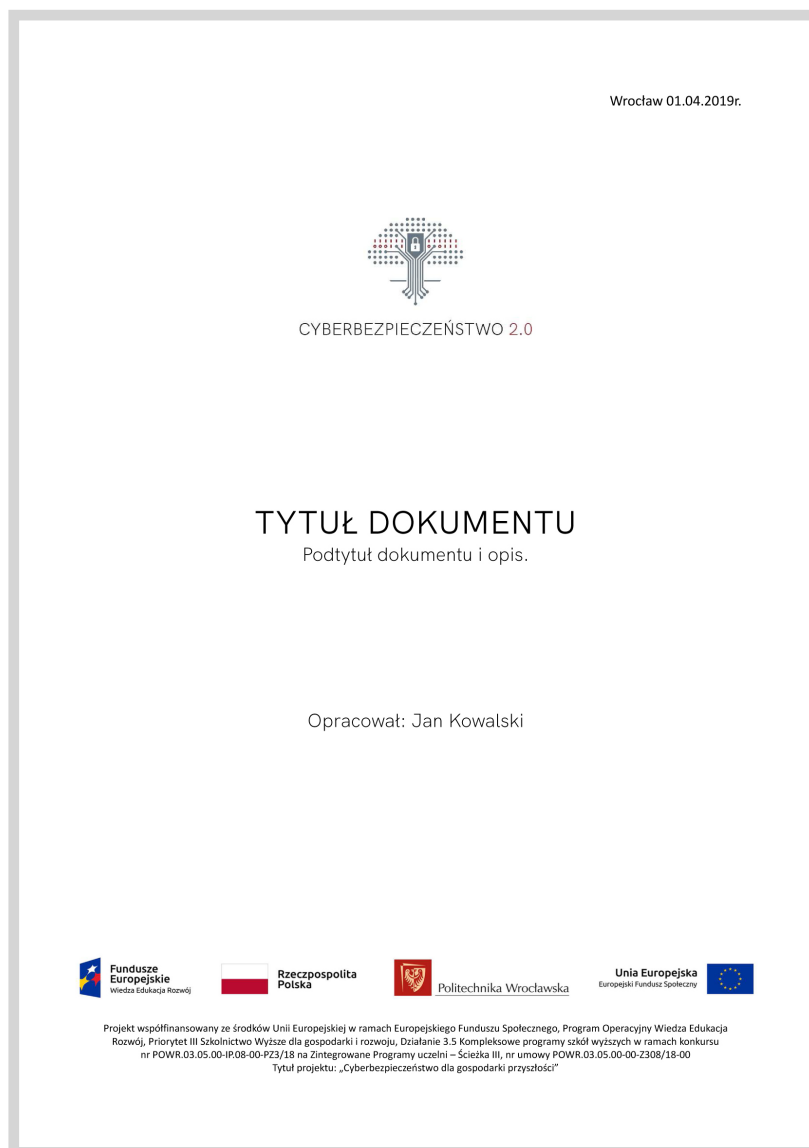 Wrocław 01.04.2019r.
CYBERBEZPIECZEŃSTWO 2.0
TYTUŁ DOKUMENTU
Podtytuł dokumentu i opis.
Opracował: Jan Kowalski
Fundusze
Europejskie
Wiedza Edukacja Rozwój
Rzeczpospolita
Polska
Politechnika Wrocławska
Unia Europejska
Europejski Fundusz Społeczny
Projekt współfinansowany ze środków Unii Europejskiej w ramach Europejskiego Funduszu Społecznego, Program Operacyjny Wiedza Edukacja
Rozwój, Priorytet III Szkolnictwo Wyższe dla gospodarki i rozwoju, Działanie 3.5 Kompleksowe programy szkół wyższych w ramach konkursu
nr POWR.03.05.00-IP.08-00-PZ3/18 na Zintegrowane Programy uczelni – Ścieżka III, nr umowy POWR.03.05.00-00-Z308/18-00
Tytuł projektu: „Cyberbezpieczeństwo dla gospodarki przyszłości”